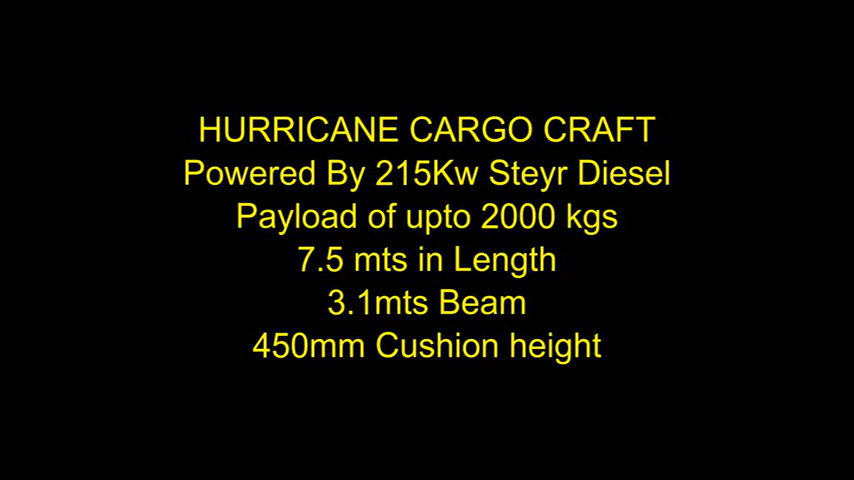 HURRICANE CARGO CRAFT
Powered By 215Kw Steyr Diesel
Payload of upto 2000 kgs
7.5 mts in Length
3.1mts Beam
450mm Cushion height